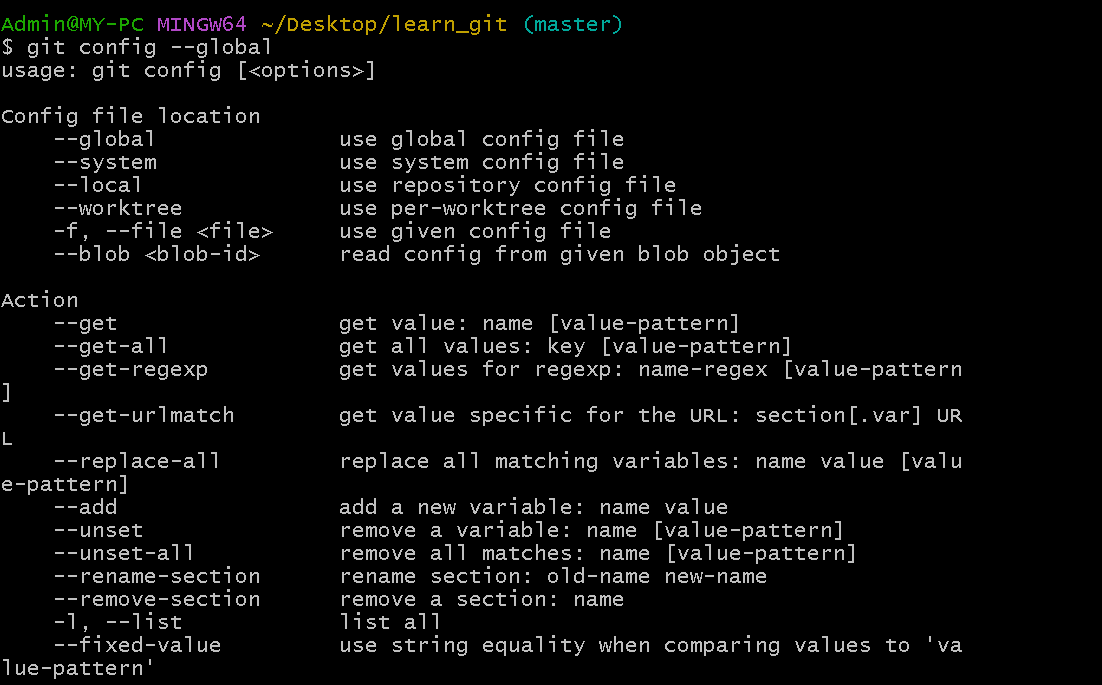 Admin@MY-PC MINGW64 ~/Desktop/learn_git (master)
$ git config --global
usage: git config [<options>]

Config file location
    --global              use global config file
    --system              use system config file
    --local               use repository config file
    --worktree            use per-worktree config file
    -f, --file <file>     use given config file
    --blob <blob-id>      read config from given blob object

Action
    --get                 get value: name [value-pattern]
    --get-all             get all values: key [value-pattern]
    --get-regexp          get values for regexp: name-regex [value-pattern
]
    --get-urlmatch        get value specific for the URL: section[.var] UR
L
    --replace-all         replace all matching variables: name value [valu
e-pattern]
    --add                 add a new variable: name value
    --unset               remove a variable: name [value-pattern]
    --unset-all           remove all matches: name [value-pattern]
    --rename-section      rename section: old-name new-name
    --remove-section      remove a section: name
    -l, --list            list all
    --fixed-value         use string equality when comparing values to 'va
lue-pattern'